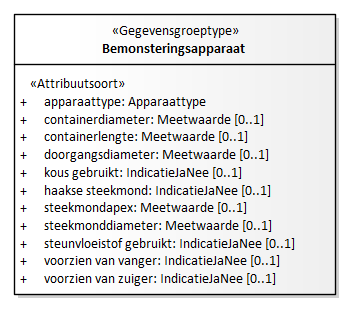 «Gegevensgroeptype»
Bemonsteringsapparaat
«Attribuutsoort»
+ apparaattype: Apparaattype
+ containerdiameter: Meetwaarde [0..1]
+ containerlengte: Meetwaarde [0..1]
+ doorgangsdiameter: Meetwaarde [0..1]
+ kous gebruikt: IndicatieJaNee [0..1]
+ haakse steekmond: IndicatieJaNee [0..1]
+ steekmondapex: Meetwaarde [0..1]
+ steekmonddiameter: Meetwaarde [0..1]
+ steunvloeistof gebruikt: IndicatieJaNee [0..1]
+ voorzien van vanger: IndicatieJaNee [0..1]
+ voorzien van zuiger: IndicatieJaNee [0..1]